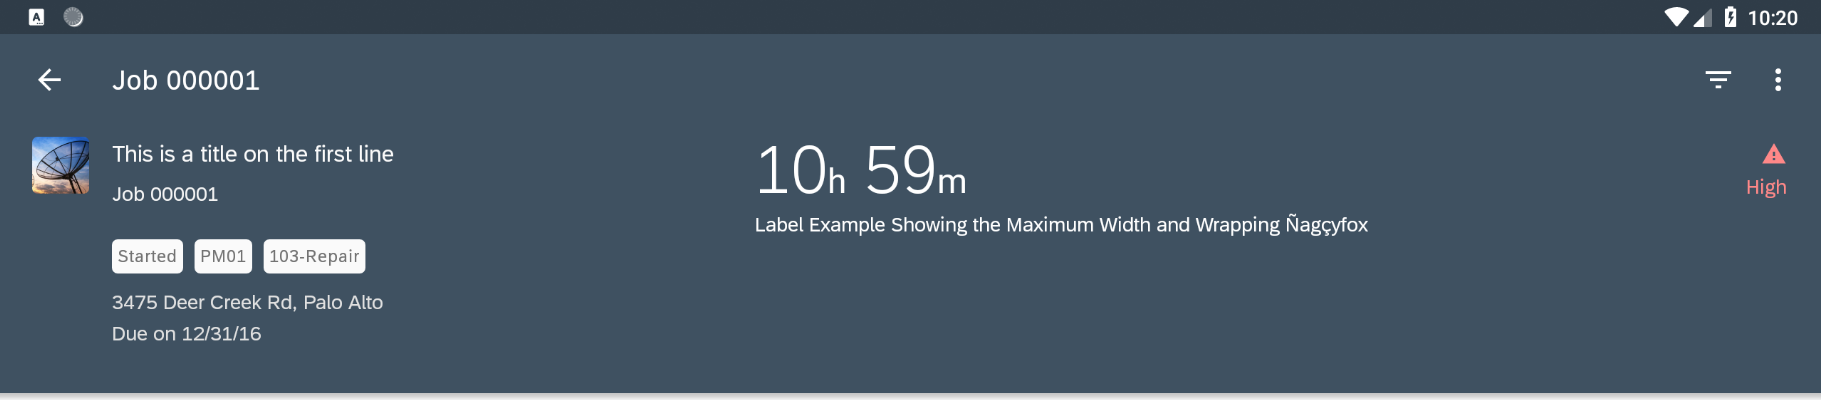 A
10:20
Job 000001
This is a title on the first line
Job 000001
Started PM01 103-Repair
3475 Deer Creek Rd, Palo Alto
Due on 12/31/16
10h 59m
Label Example Showing the Maximum Width and Wrapping Ñagçyfox
High